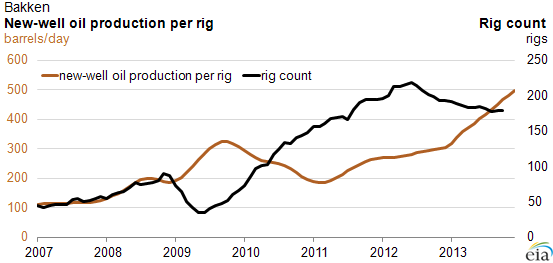 Bakken
New-well oil production per rig Rig count
barrels/day rigs
600 250
new-well oil production per rig rig count
500 200
400
150
300
100
200
100 50
0 0
2007 2008 2009 2010 2011 2012 2013
eia